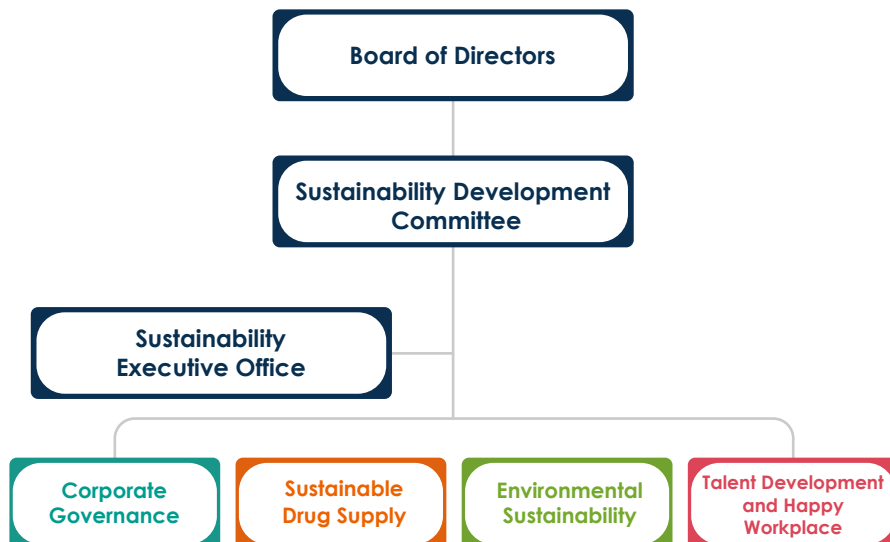 Board of Directors
Sustainability Development
Committee
Sustainability
Executive Office
Corporate
Governance
Sustainable
Drug Supply
Environmental
Sustainability
Talent Development
and Happy
Workplace